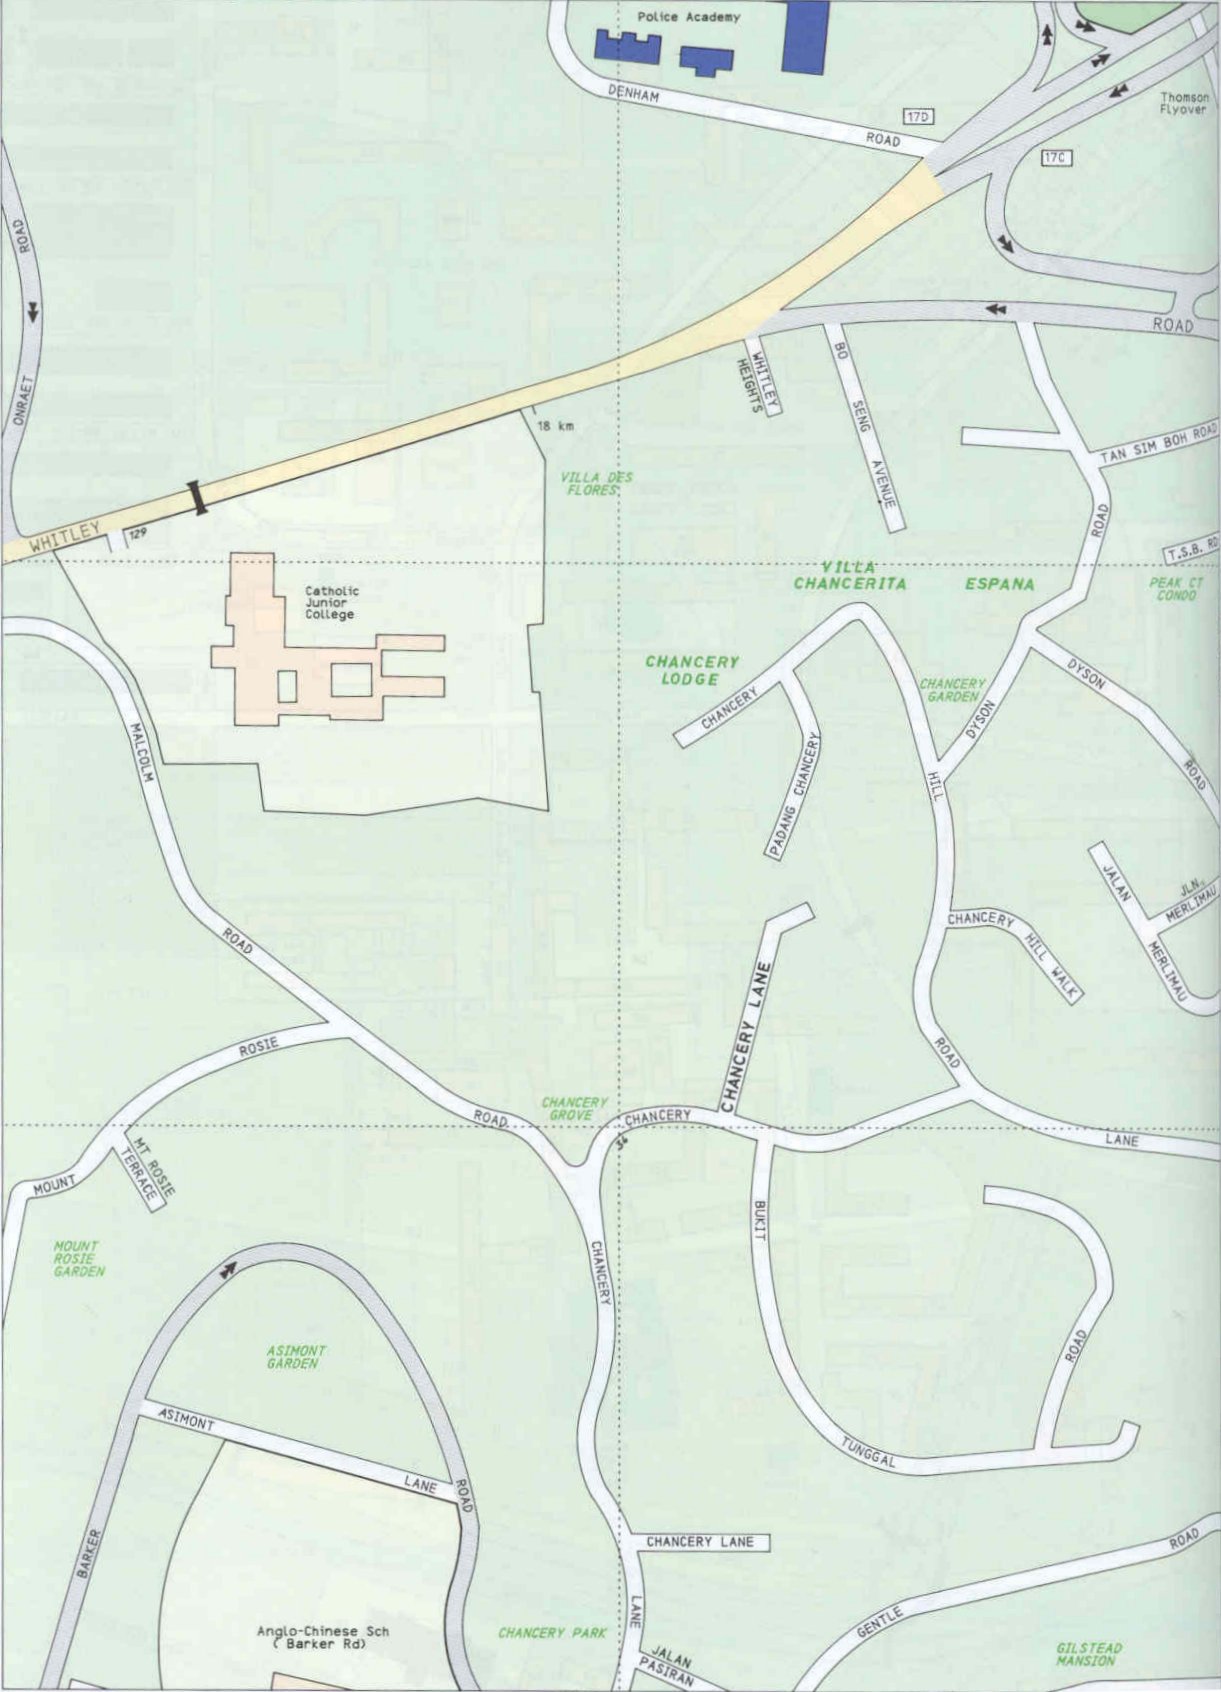 Police Academy
DENHAM
ROAD
17D
17C
Thomson
Flyover
ROAD
ONRAET
ROAD
WHITLEY
HEIGHTS
BO
SENG
AVENUE
18 km
VILLA DES
FLORES
TAN SIM BOH ROAD
ROAD
T.S.B. RD
PEAK CT
CONDO
WHITLEY
129
Catholic
Junior
College
VILLA
CHANCERITA
ESPANA
CHANCERY
LODGE
CHANCERY
CHANCERY
GARDEN
DYSON
DYSON
ROAD
HILL
PADANG CHANCERY
MALCOLM
ROAD
JALAN
MERLIMAU
JLN
MERLIMAU
CHANCERY
HILL WALK
CHANCERY LANE
ROAD
ROSIE
ROAD
CHANCERY
GROVE
CHANCERY
34
LANE
MT ROSIE
TERRACE
MOUNT
MOUNT
ROSIE
GARDEN
BUKIT
CHANCERY
ASIMONT
GARDEN
ROAD
ASIMONT
LANE
ROAD
TUNGGAL
BARKER
CHANCERY LANE
ROAD
LANE
GENTLE
Anglo-Chinese Sch
( Barker Rd)
CHANCERY PARK
JALAN
PASIRAN
GILSTEAD
MANSION